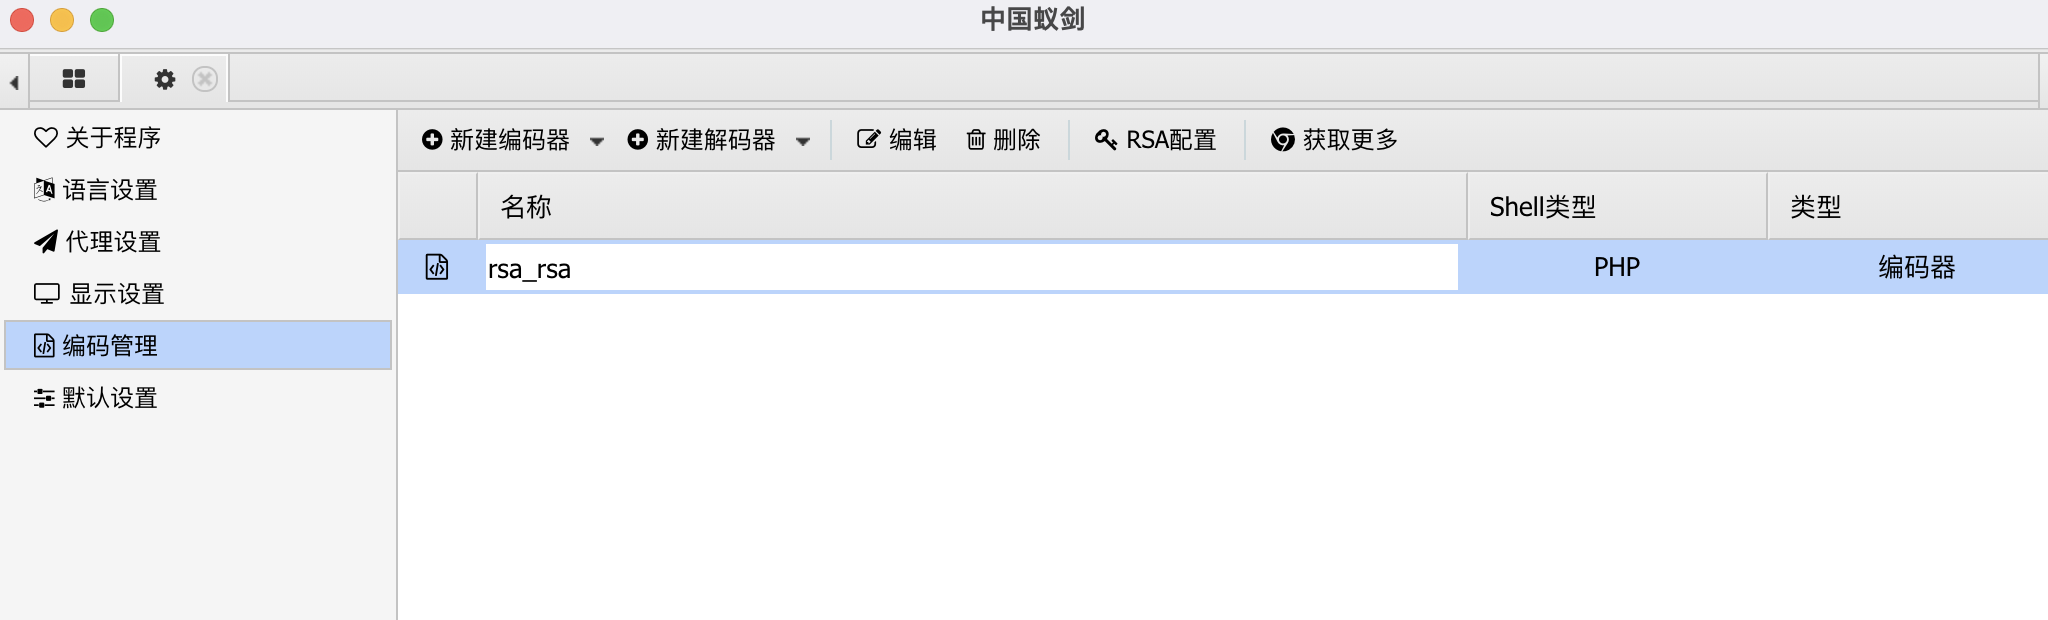 中国蚁剑
关于程序
语言设置
代理设置
显示设置
编码管理
默认设置
新建编码器 新建解码器 编辑 删除 RSA配置 获取更多
名称 Shell类型 类型
rsa_rsa PHP 编码器